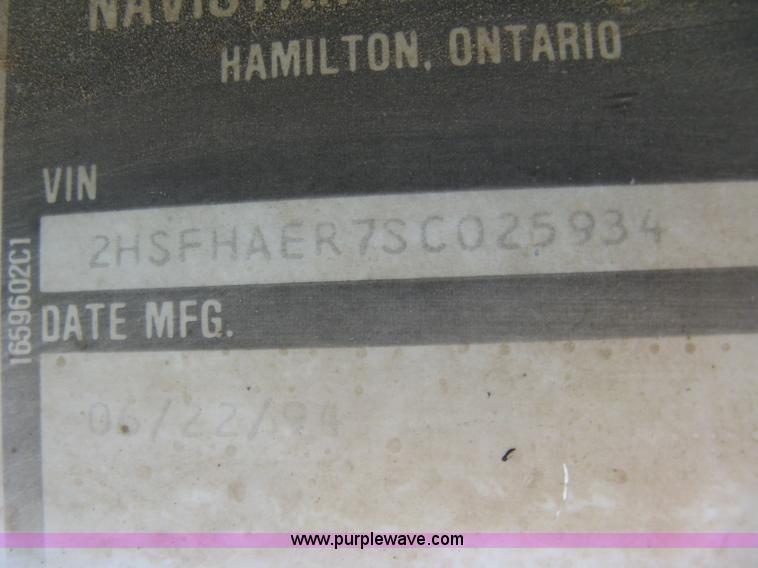 HAMILTON, ONTARIO
VIN
2HSFHAER7SC025934
1659602C1
DATE MFG.
06/22/94
www.purplewave.com